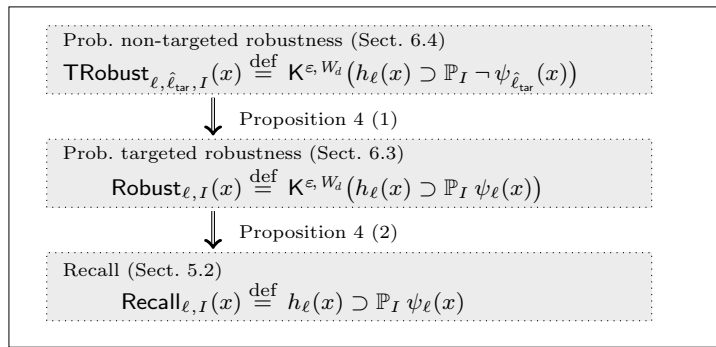 Prob. non-targeted robustness (Sect. 6.4)
TRobust_{ℓ, ℓ̂_tar, I}(x) ≝ K^{ε, W_d}(h_ℓ(x) ⊃ ℙ_I ¬ ψ_{ℓ̂_tar}(x))
Proposition 4 (1)
Prob. targeted robustness (Sect. 6.3)
Robust_{ℓ, I}(x) ≝ K^{ε, W_d}(h_ℓ(x) ⊃ ℙ_I ψ_ℓ(x))
Proposition 4 (2)
Recall (Sect. 5.2)
Recall_{ℓ, I}(x) ≝ h_ℓ(x) ⊃ ℙ_I ψ_ℓ(x)